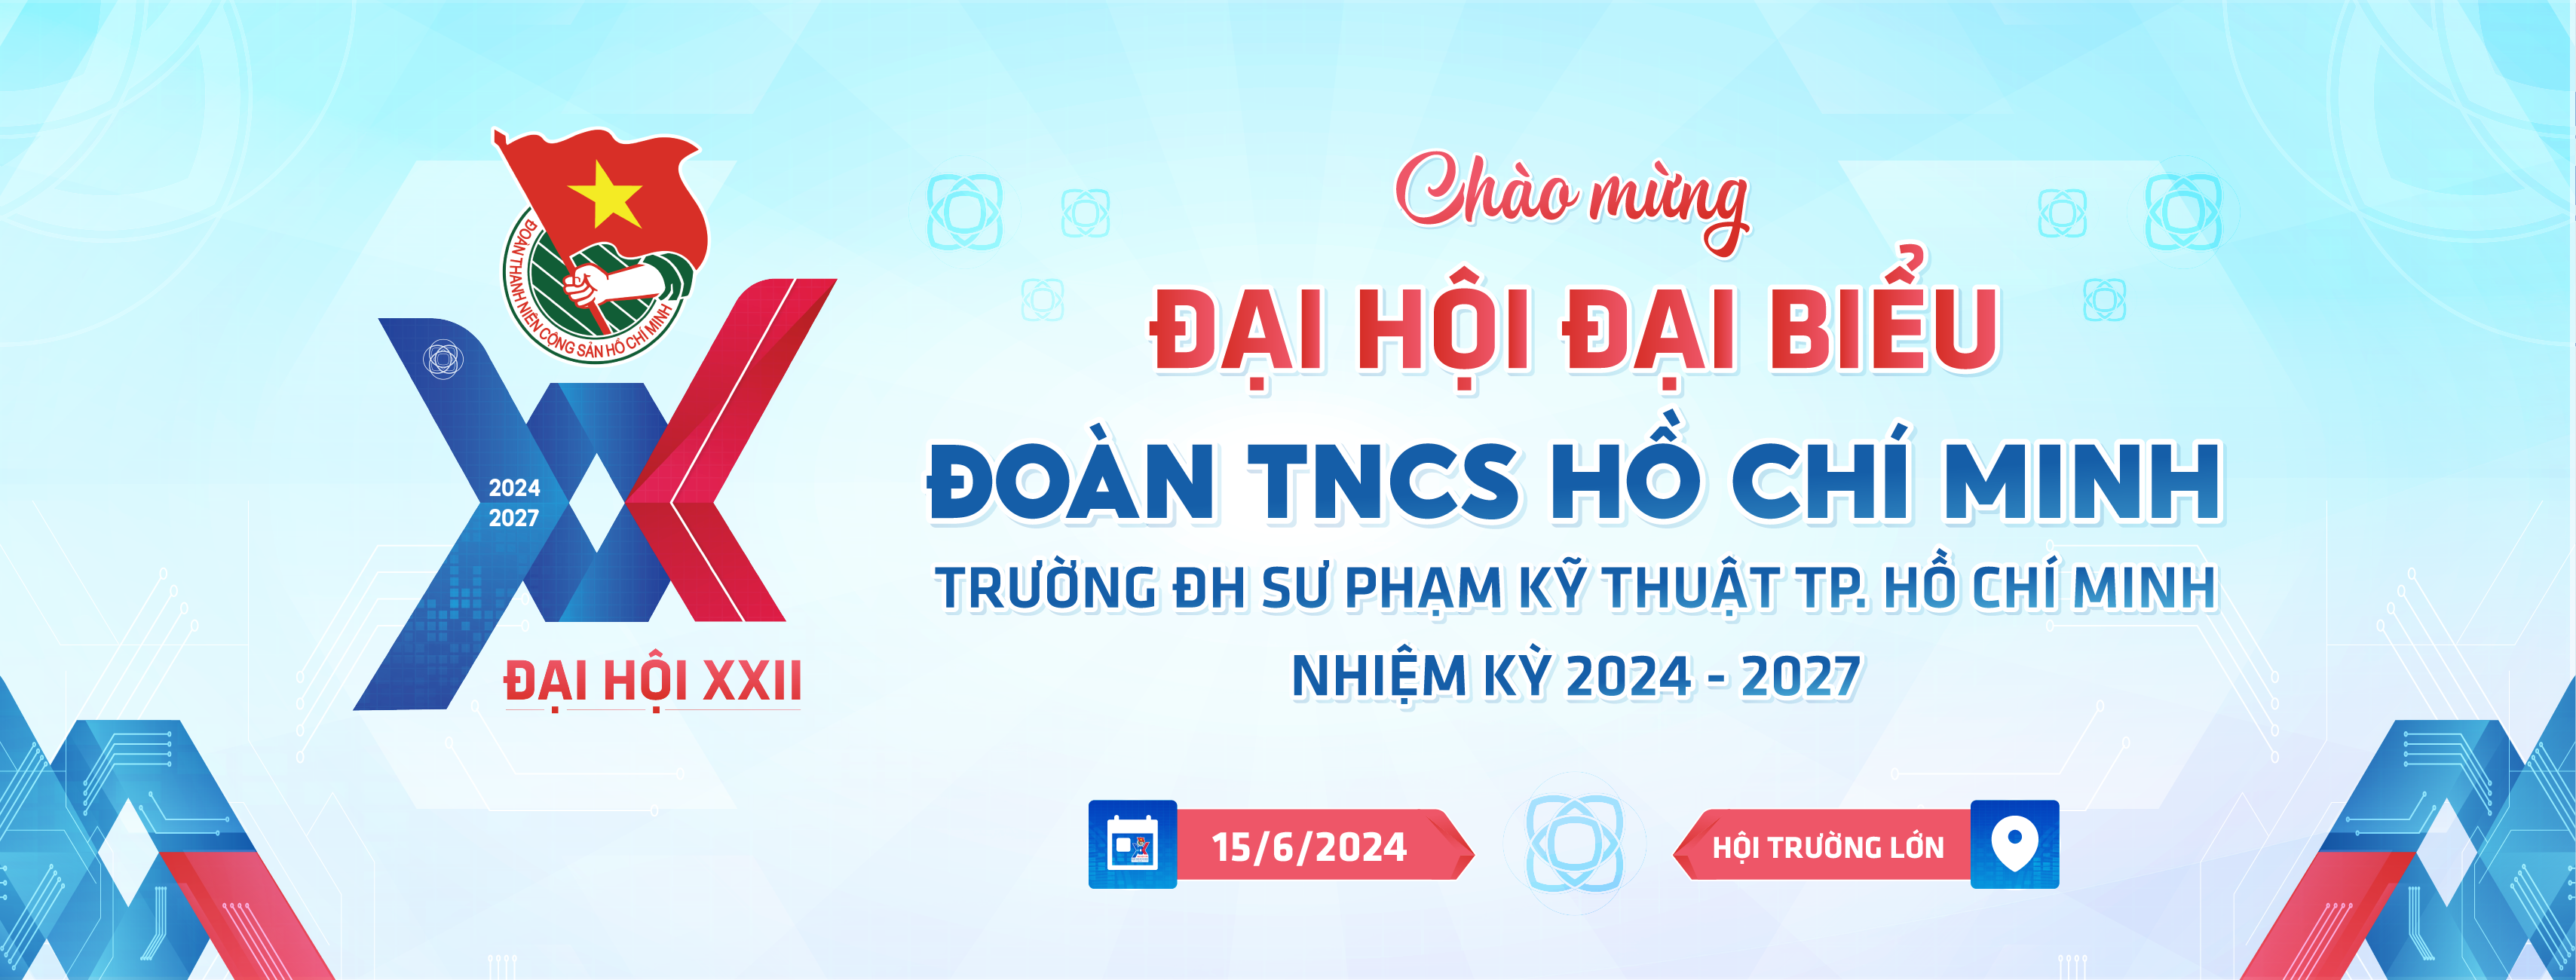 ĐOÀN THANH NIÊN CỘNG SẢN HỒ CHÍ MINH
2024
2027
ĐẠI HỘI XXII
Chào mừng
ĐẠI HỘI ĐẠI BIỂU
ĐOÀN TNCS HỒ CHÍ MINH
TRƯỜNG ĐH SƯ PHẠM KỸ THUẬT TP. HỒ CHÍ MINH
NHIỆM KỲ 2024 - 2027
15/6/2024
HỘI TRƯỜNG LỚN